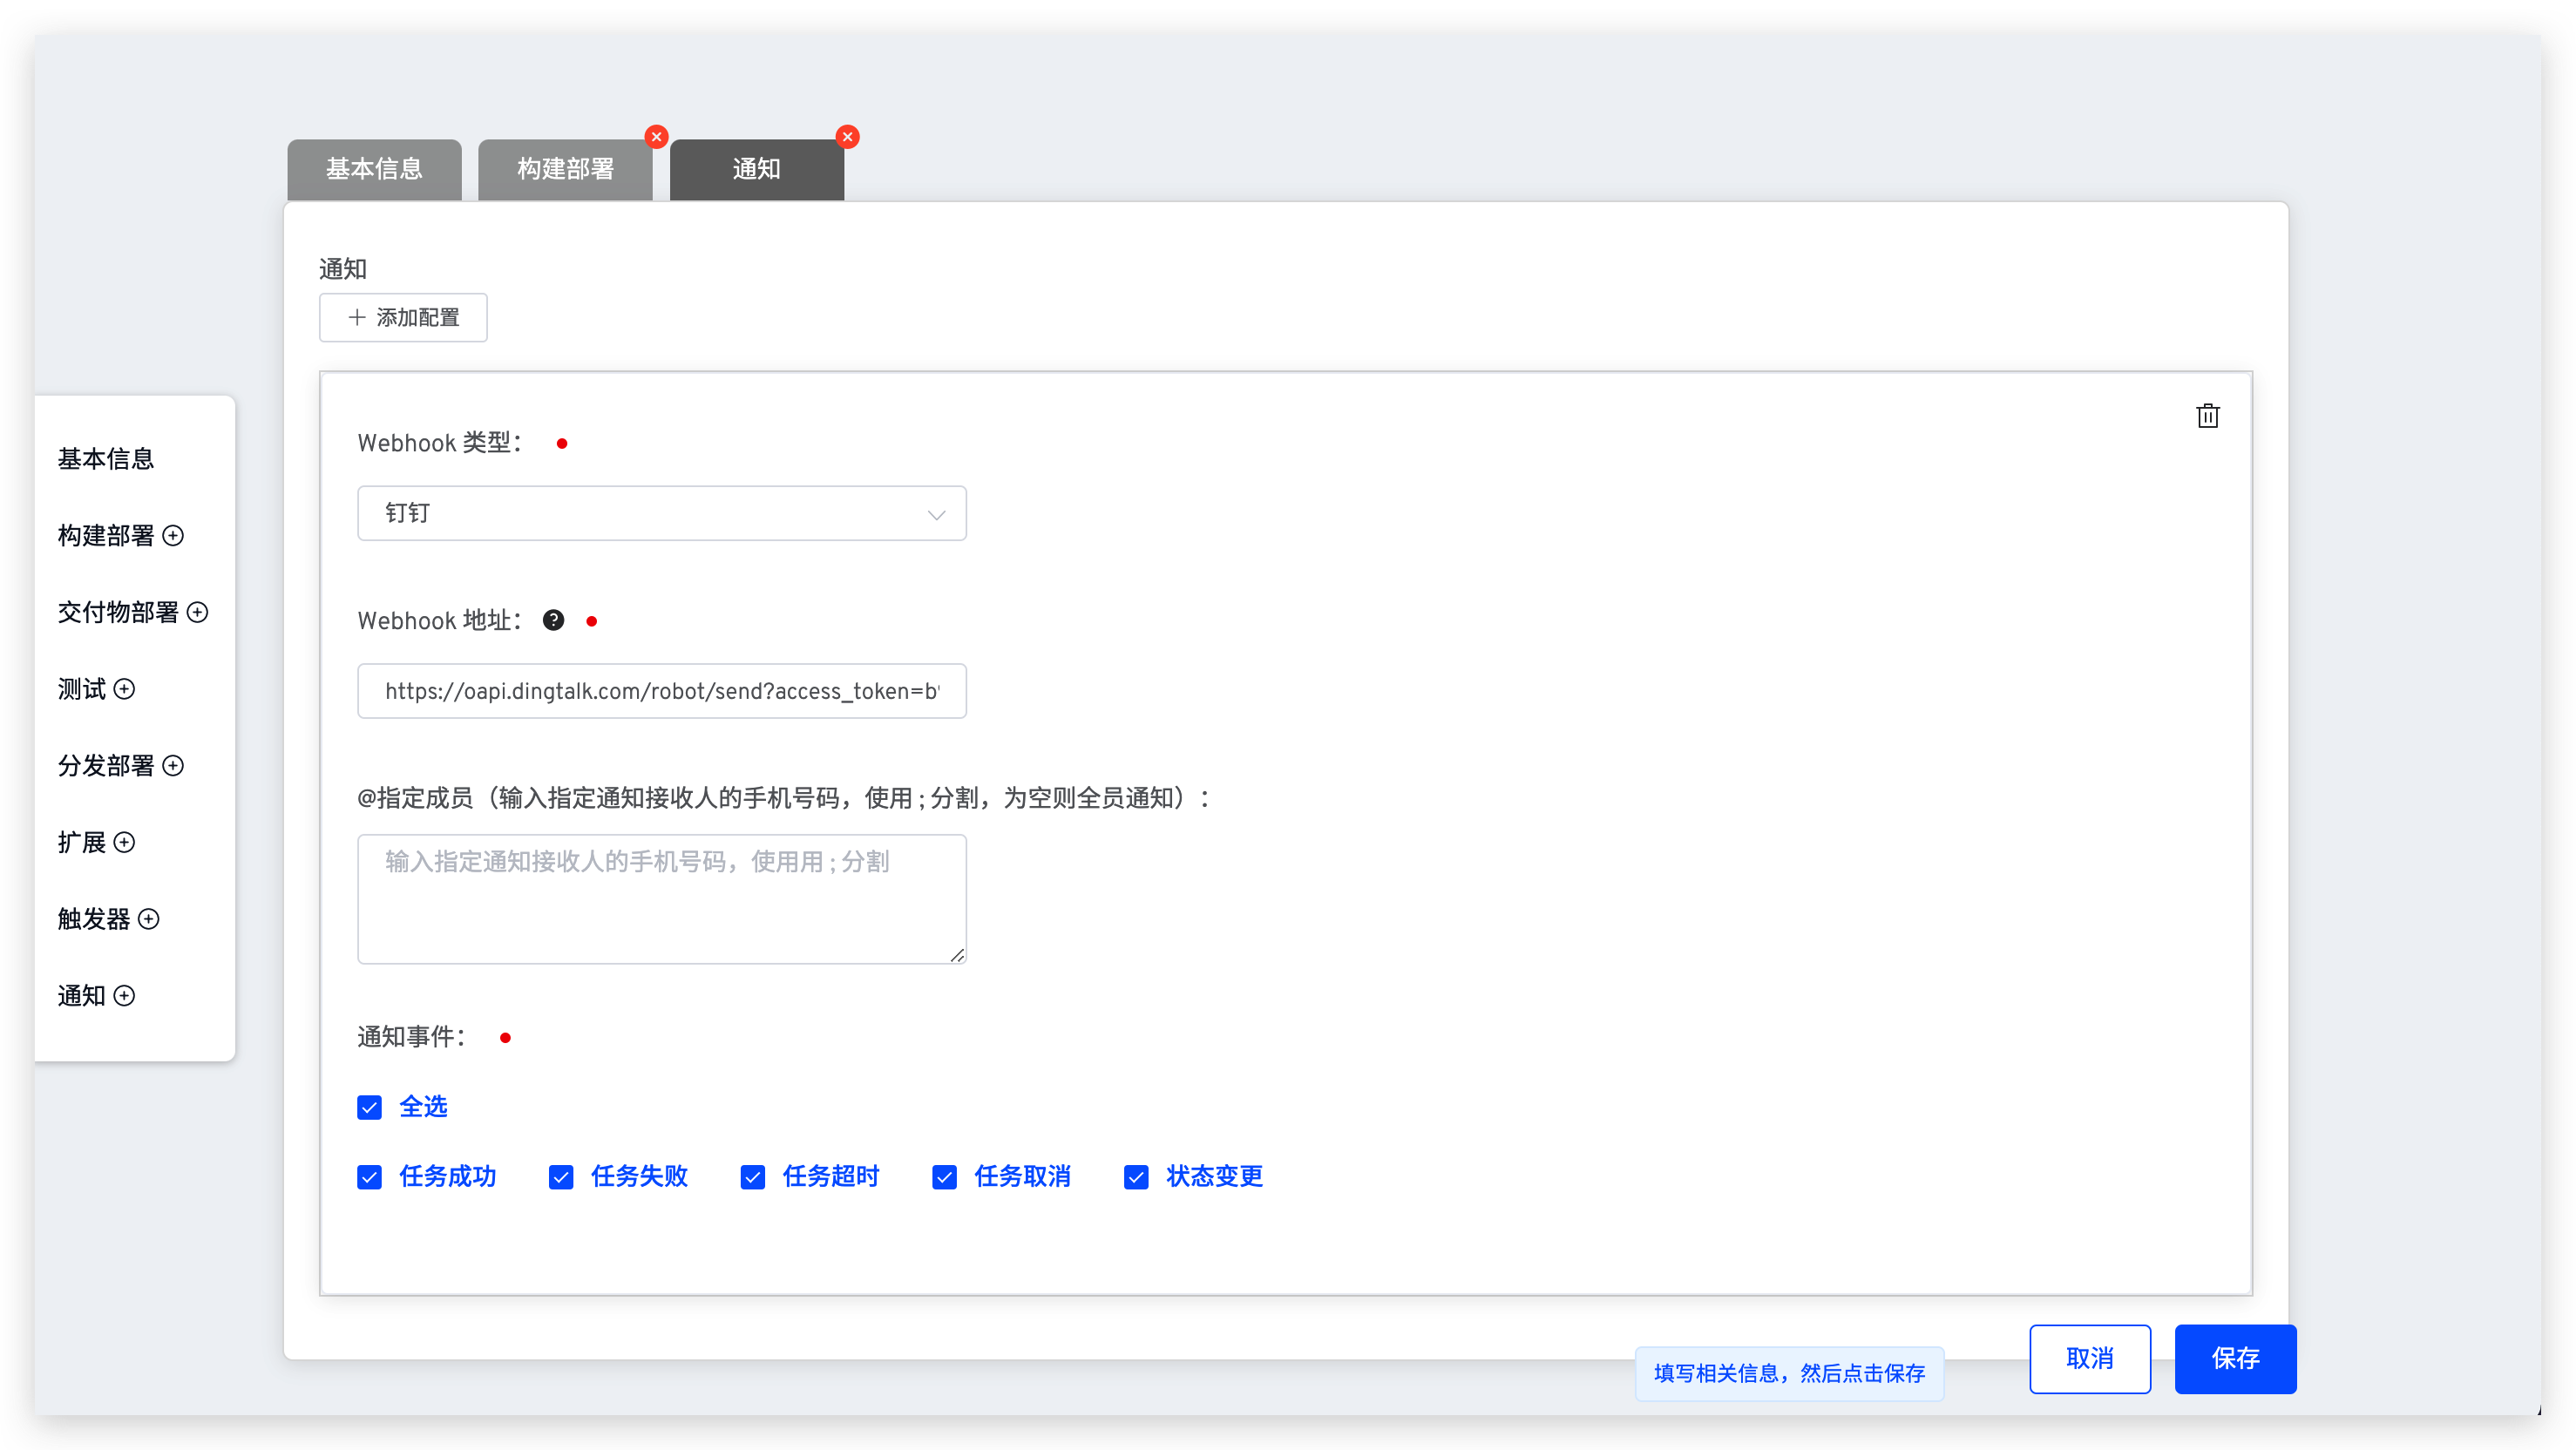 基本信息
构建部署
通知
通知
添加配置
Webhook 类型：
钉钉
Webhook 地址：
https://oapi.dingtalk.com/robot/send?access_token=b
@指定成员（输入指定通知接收人的手机号码，使用 ; 分割，为空则全员通知）：
输入指定通知接收人的手机号码，使用用 ; 分割
通知事件：
全选
任务成功 任务失败 任务超时 任务取消 状态变更
基本信息
构建部署
交付物部署
测试
分发部署
扩展
触发器
通知
填写相关信息，然后点击保存
取消
保存